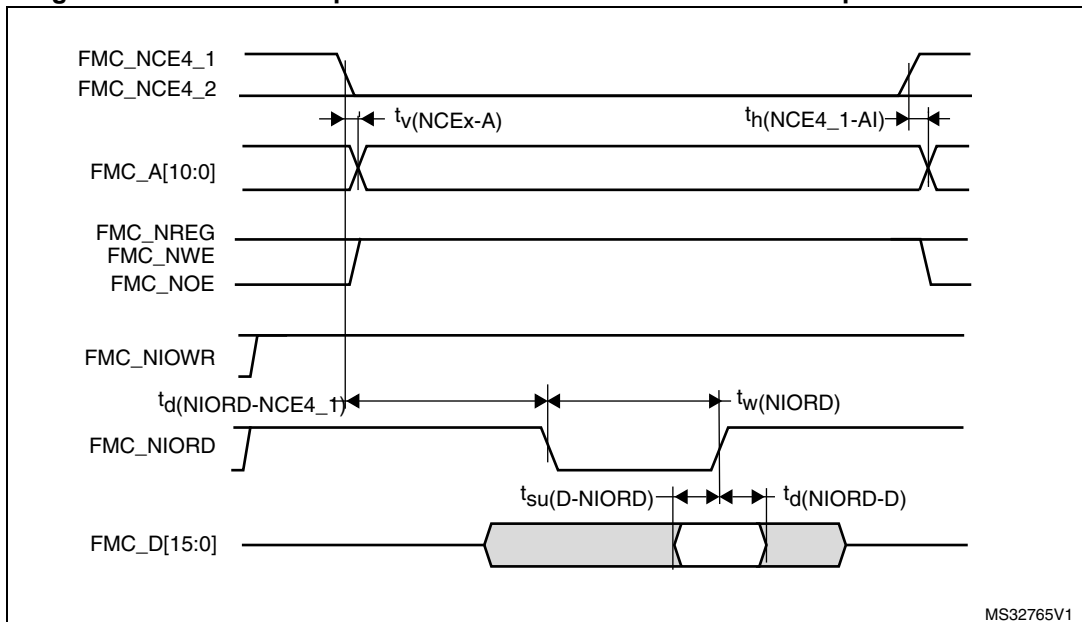 FMC_NCE4_1
FMC_NCE4_2
tv(NCEx-A)
th(NCE4_1-AI)
FMC_A[10:0]
FMC_NREG
FMC_NWE
FMC_NOE
FMC_NIOWR
td(NIORD-NCE4_1)
tw(NIORD)
FMC_NIORD
tsu(D-NIORD)
td(NIORD-D)
FMC_D[15:0]
MS32765V1